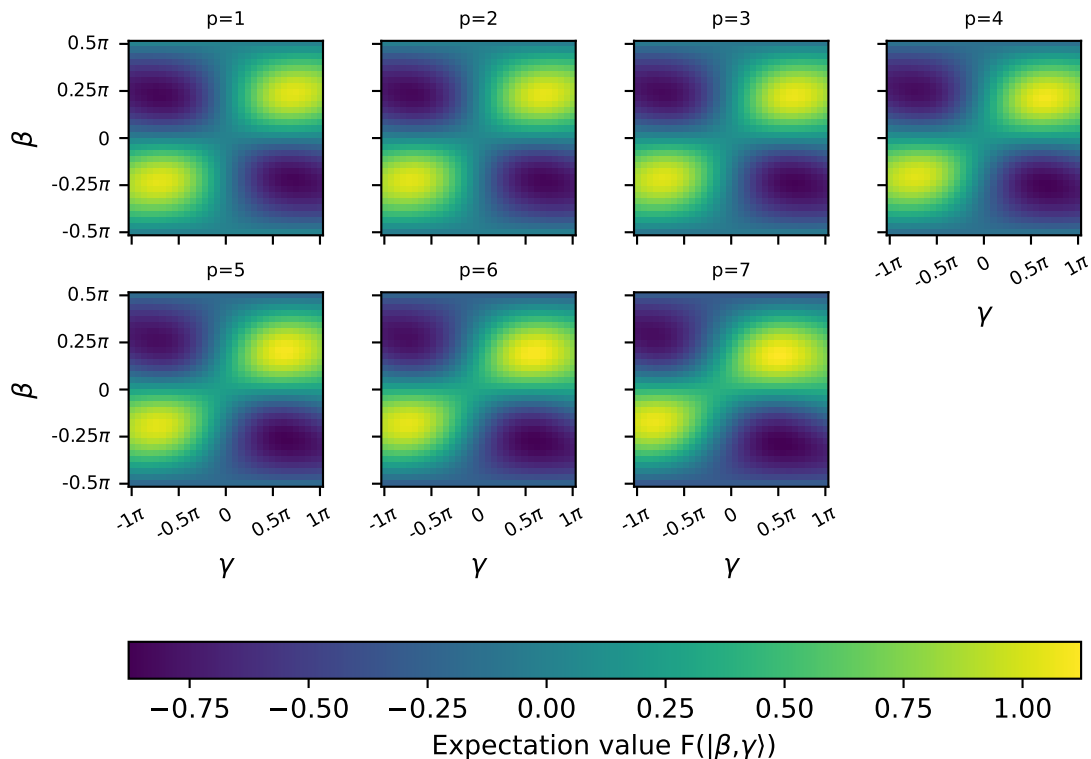 p=1 p=2 p=3 p=4
0.5π
0.25π
β
0
-0.25π
-0.5π
-1π -0.5π 0 0.5π 1π
γ
p=5 p=6 p=7
0.5π
0.25π
β
0
-0.25π
-0.5π
-1π -0.5π 0 0.5π 1π -1π -0.5π 0 0.5π 1π -1π -0.5π 0 0.5π 1π
γ γ γ
−0.75 −0.50 −0.25 0.00 0.25 0.50 0.75 1.00
Expectation value F(|β,γ⟩)